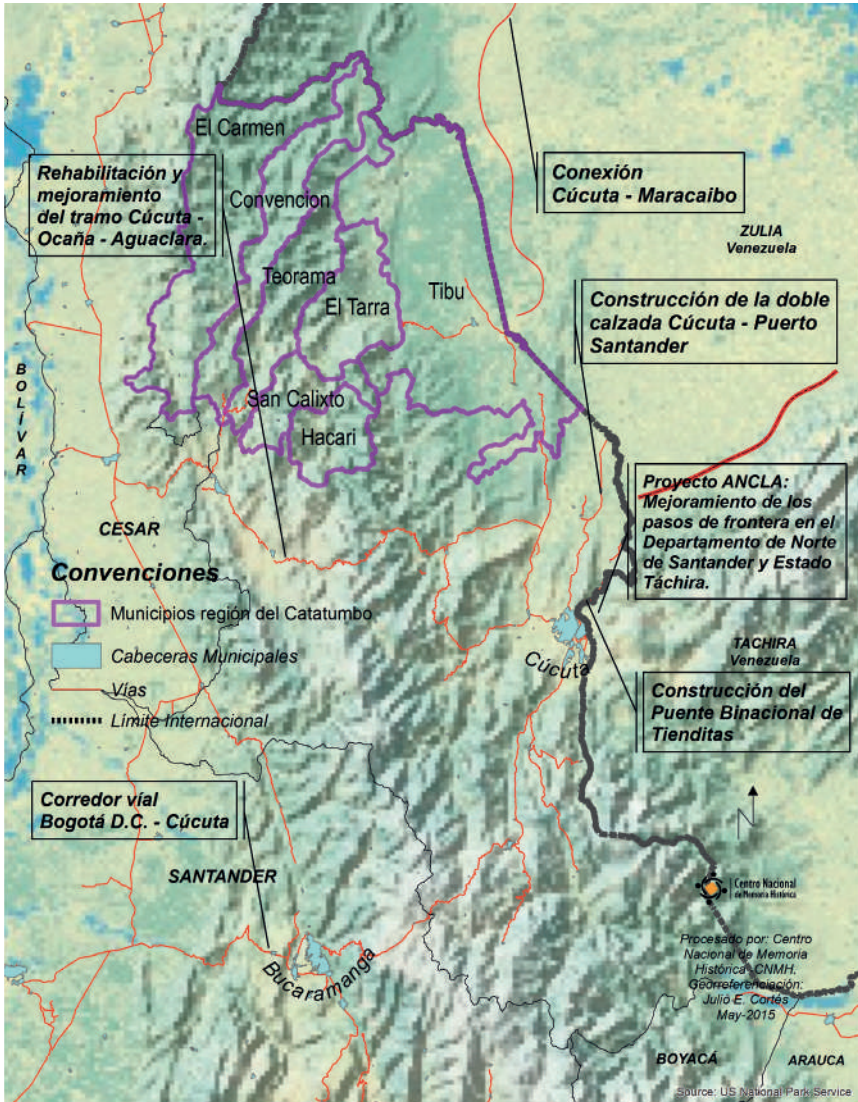 El Carmen
Rehabilitación y
mejoramiento
del tramo Cúcuta -
Ocaña - Aguaclara.
Convencion
Conexión
Cúcuta - Maracaibo
ZULIA
Venezuela
Teorama
El Tarra
Tibu
Construcción de la doble
calzada Cúcuta - Puerto
Santander
BOLÍVAR
San Calixto
Hacari
Proyecto ANCLA:
Mejoramiento de los
pasos de frontera en el
Departamento de Norte
de Santander y Estado
Táchira.
CESAR
Convenciones
Municipios región del Catatumbo
Cabeceras Municipales
Vías
Límite Internacional
Cúcuta
TACHIRA
Venezuela
Construcción del
Puente Binacional de
Tienditas
Corredor víal
Bogotá D.C. - Cúcuta
N
SANTANDER
Centro Nacional
de Memoria Histórica
Bucaramanga
Procesado por: Centro
Nacional de Memoria
Histórica, CNMH.
Georreferenciación:
Julio E. Cortés
May-2015
BOYACÁ
ARAUCA
Source: US National Park Service